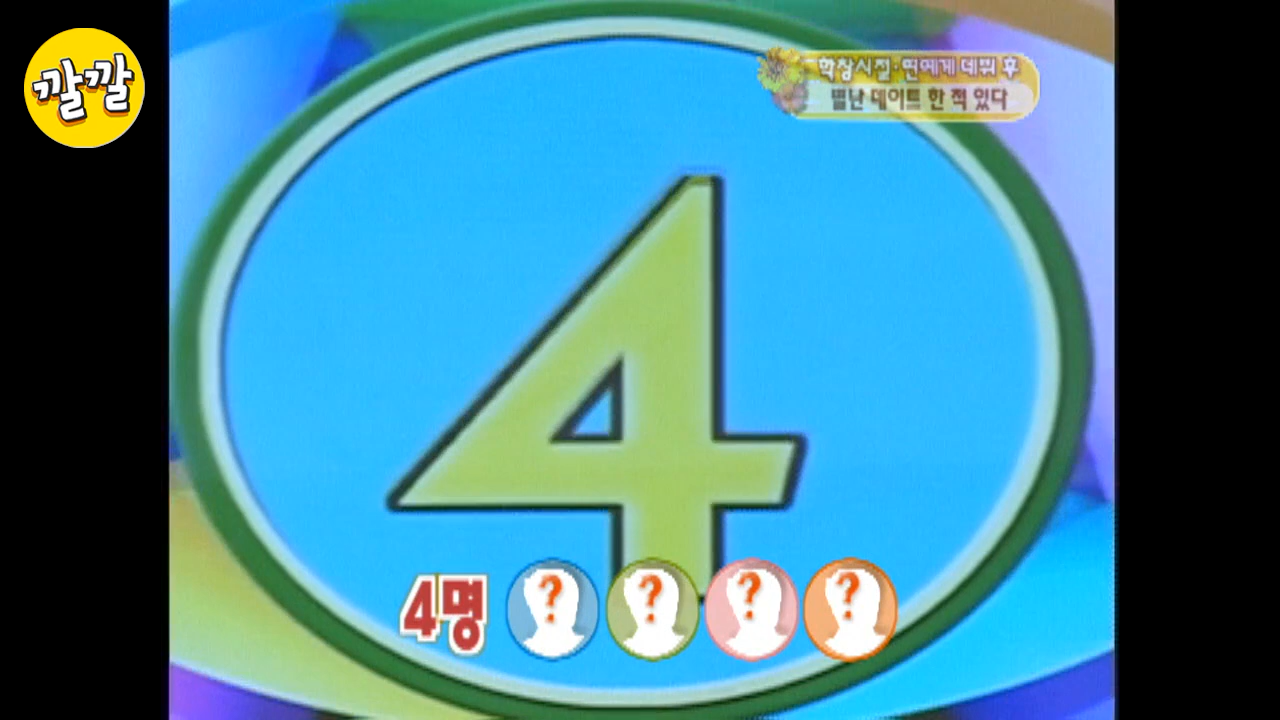 깔깔
학창시절·연예계 데뷔 후
별난 데이트 한 적 있다
4
4명 ? ? ? ?